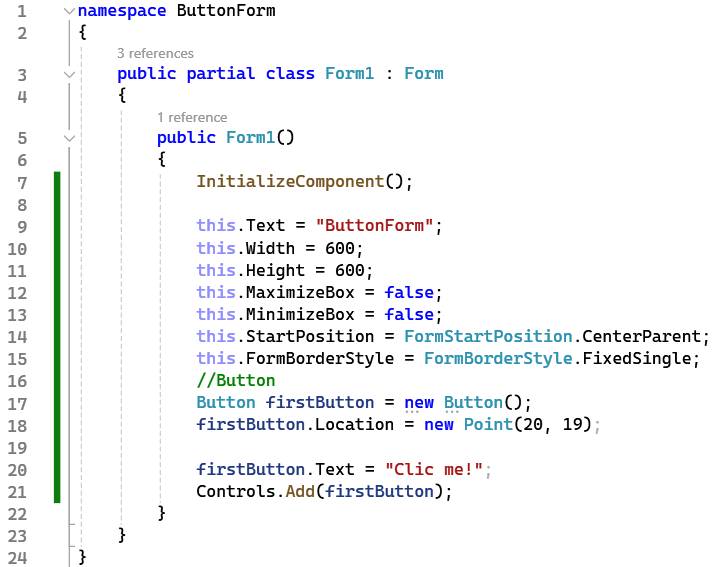 1 namespace ButtonForm
2 {
3 references
3 public partial class Form1 : Form
4 {
1 reference
5 public Form1()
6 {
7 InitializeComponent();
8
9 this.Text = "ButtonForm";
10 this.Width = 600;
11 this.Height = 600;
12 this.MaximizeBox = false;
13 this.MinimizeBox = false;
14 this.StartPosition = FormStartPosition.CenterParent;
15 this.FormBorderStyle = FormBorderStyle.FixedSingle;
16 //Button
17 Button firstButton = new Button();
18 firstButton.Location = new Point(20, 19);
19
20 firstButton.Text = "Clic me!";
21 Controls.Add(firstButton);
22 }
23 }
24 }